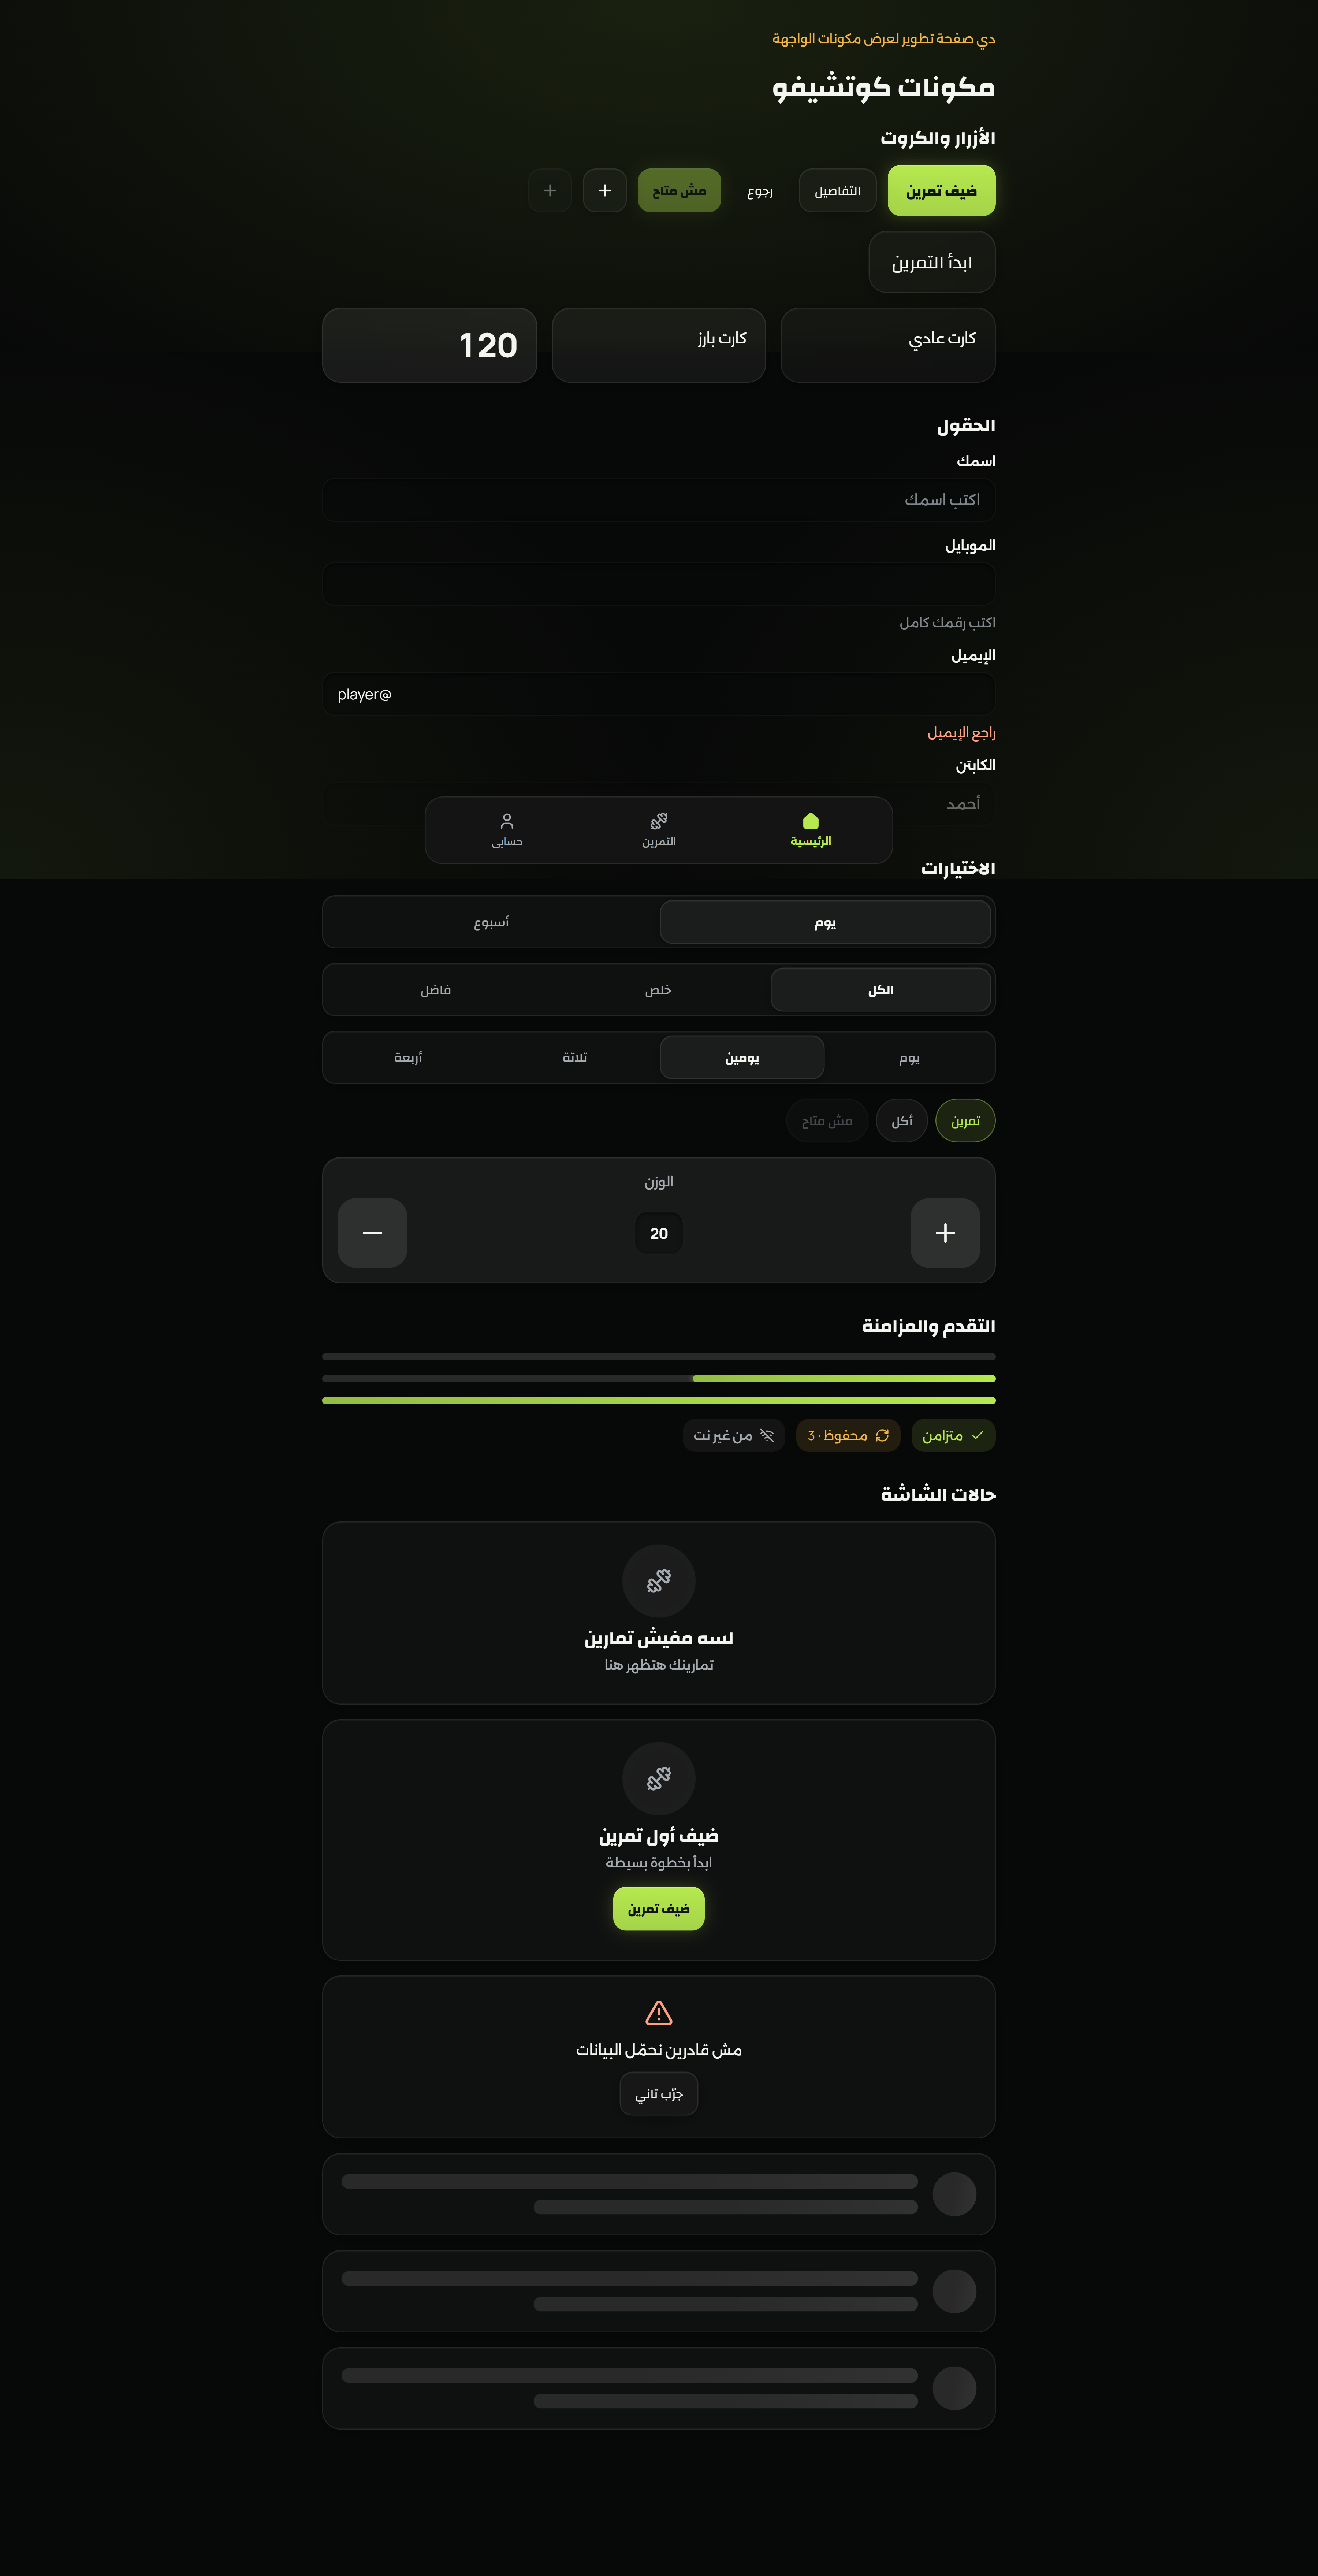 دي صفحة تطوير لعرض مكونات الواجهة
مكونات كوتشيفو
الأزرار والكروت
ضيف تمرين
التفاصيل
رجوع
مش متاح
ابدأ التمرين
كارت عادي
كارت بارز
120
الحقول
اسمك
اكتب اسمك
الموبايل
اكتب رقمك كامل
الإيميل
player@
راجع الإيميل
الكابتن
أحمد
الرئيسية
التمرين
حسابي
الاختيارات
يوم
أسبوع
الكل
خلص
فاضل
يوم
يومين
تلاتة
أربعة
تمرين
أكل
مش متاح
الوزن
20
التقدم والمزامنة
متزامن
محفوظ · 3
من غير نت
حالات الشاشة
لسه مفيش تمارين
تمارينك هتظهر هنا
ضيف أول تمرين
ابدأ بخطوة بسيطة
ضيف تمرين
مش قادرين نحمّل البيانات
جرّب تاني